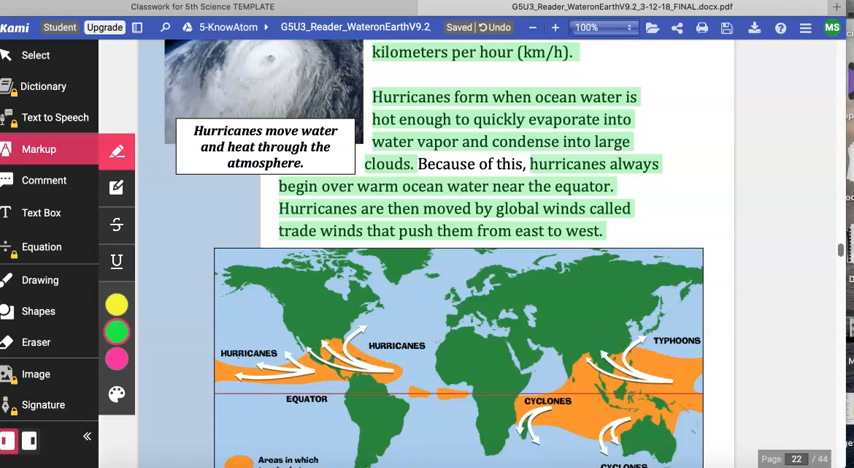 Classwork for 5th Science TEMPLATE
G5U3_Reader_WateronEarthV9.2_3-12-18_FINAL.docx.pdf
Kami
Student
Upgrade
5-KnowAtom
G5U3_Reader_WateronEarthV9.2_
Saved
Undo
100%
MS
Select
Dictionary
Text to Speech
Markup
Comment
Text Box
Equation
Drawing
Shapes
Eraser
Image
Signature
kilometers per hour (km/h).
Hurricanes form when ocean water is
hot enough to quickly evaporate into
water vapor and condense into large
clouds. Because of this, hurricanes always
begin over warm ocean water near the equator.
Hurricanes are then moved by global winds called
trade winds that push them from east to west.
Hurricanes move water
and heat through the
atmosphere.
HURRICANES
HURRICANES
TYPHOONS
EQUATOR
CYCLONES
Areas in which
CYCLONES
Page 22 / 44